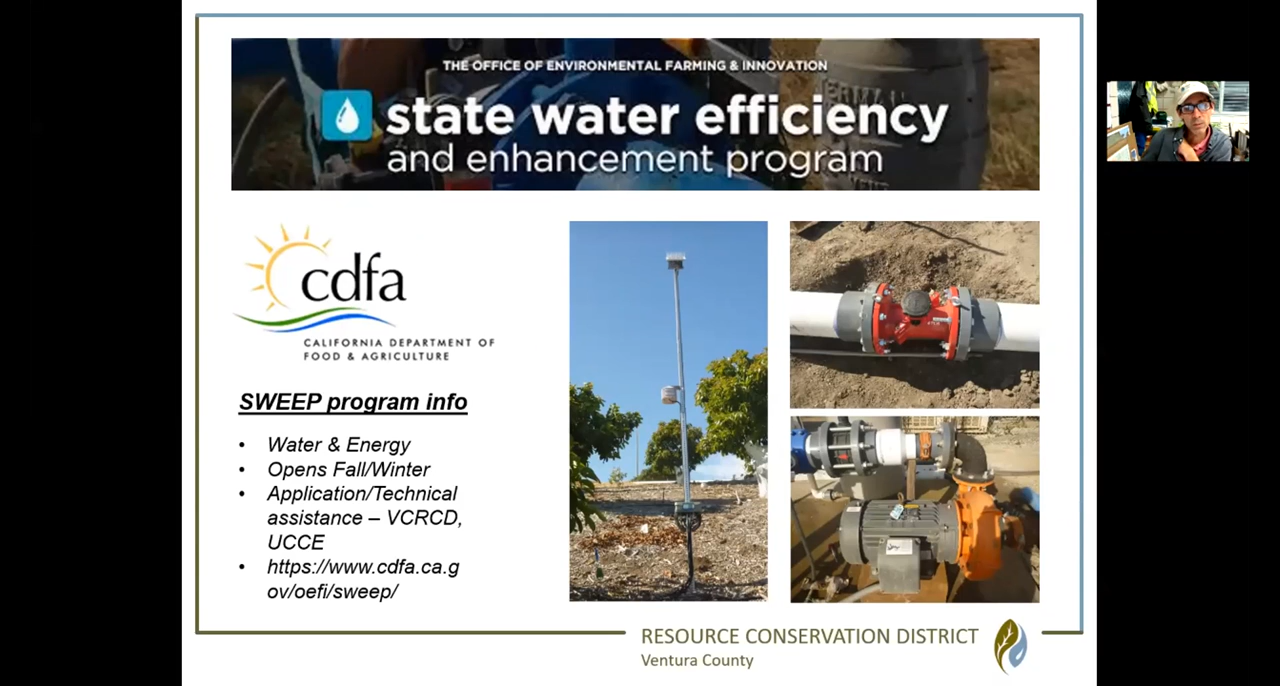 THE OFFICE OF ENVIRONMENTAL FARMING & INNOVATION
state water efficiency
and enhancement program
cdfa
CALIFORNIA DEPARTMENT OF
FOOD & AGRICULTURE
SWEEP program info
• Water & Energy
• Opens Fall/Winter
• Application/Technical
assistance – VCRCD,
UCCE
• https://www.cdfa.ca.g
ov/oefi/sweep/
RESOURCE CONSERVATION DISTRICT
Ventura County